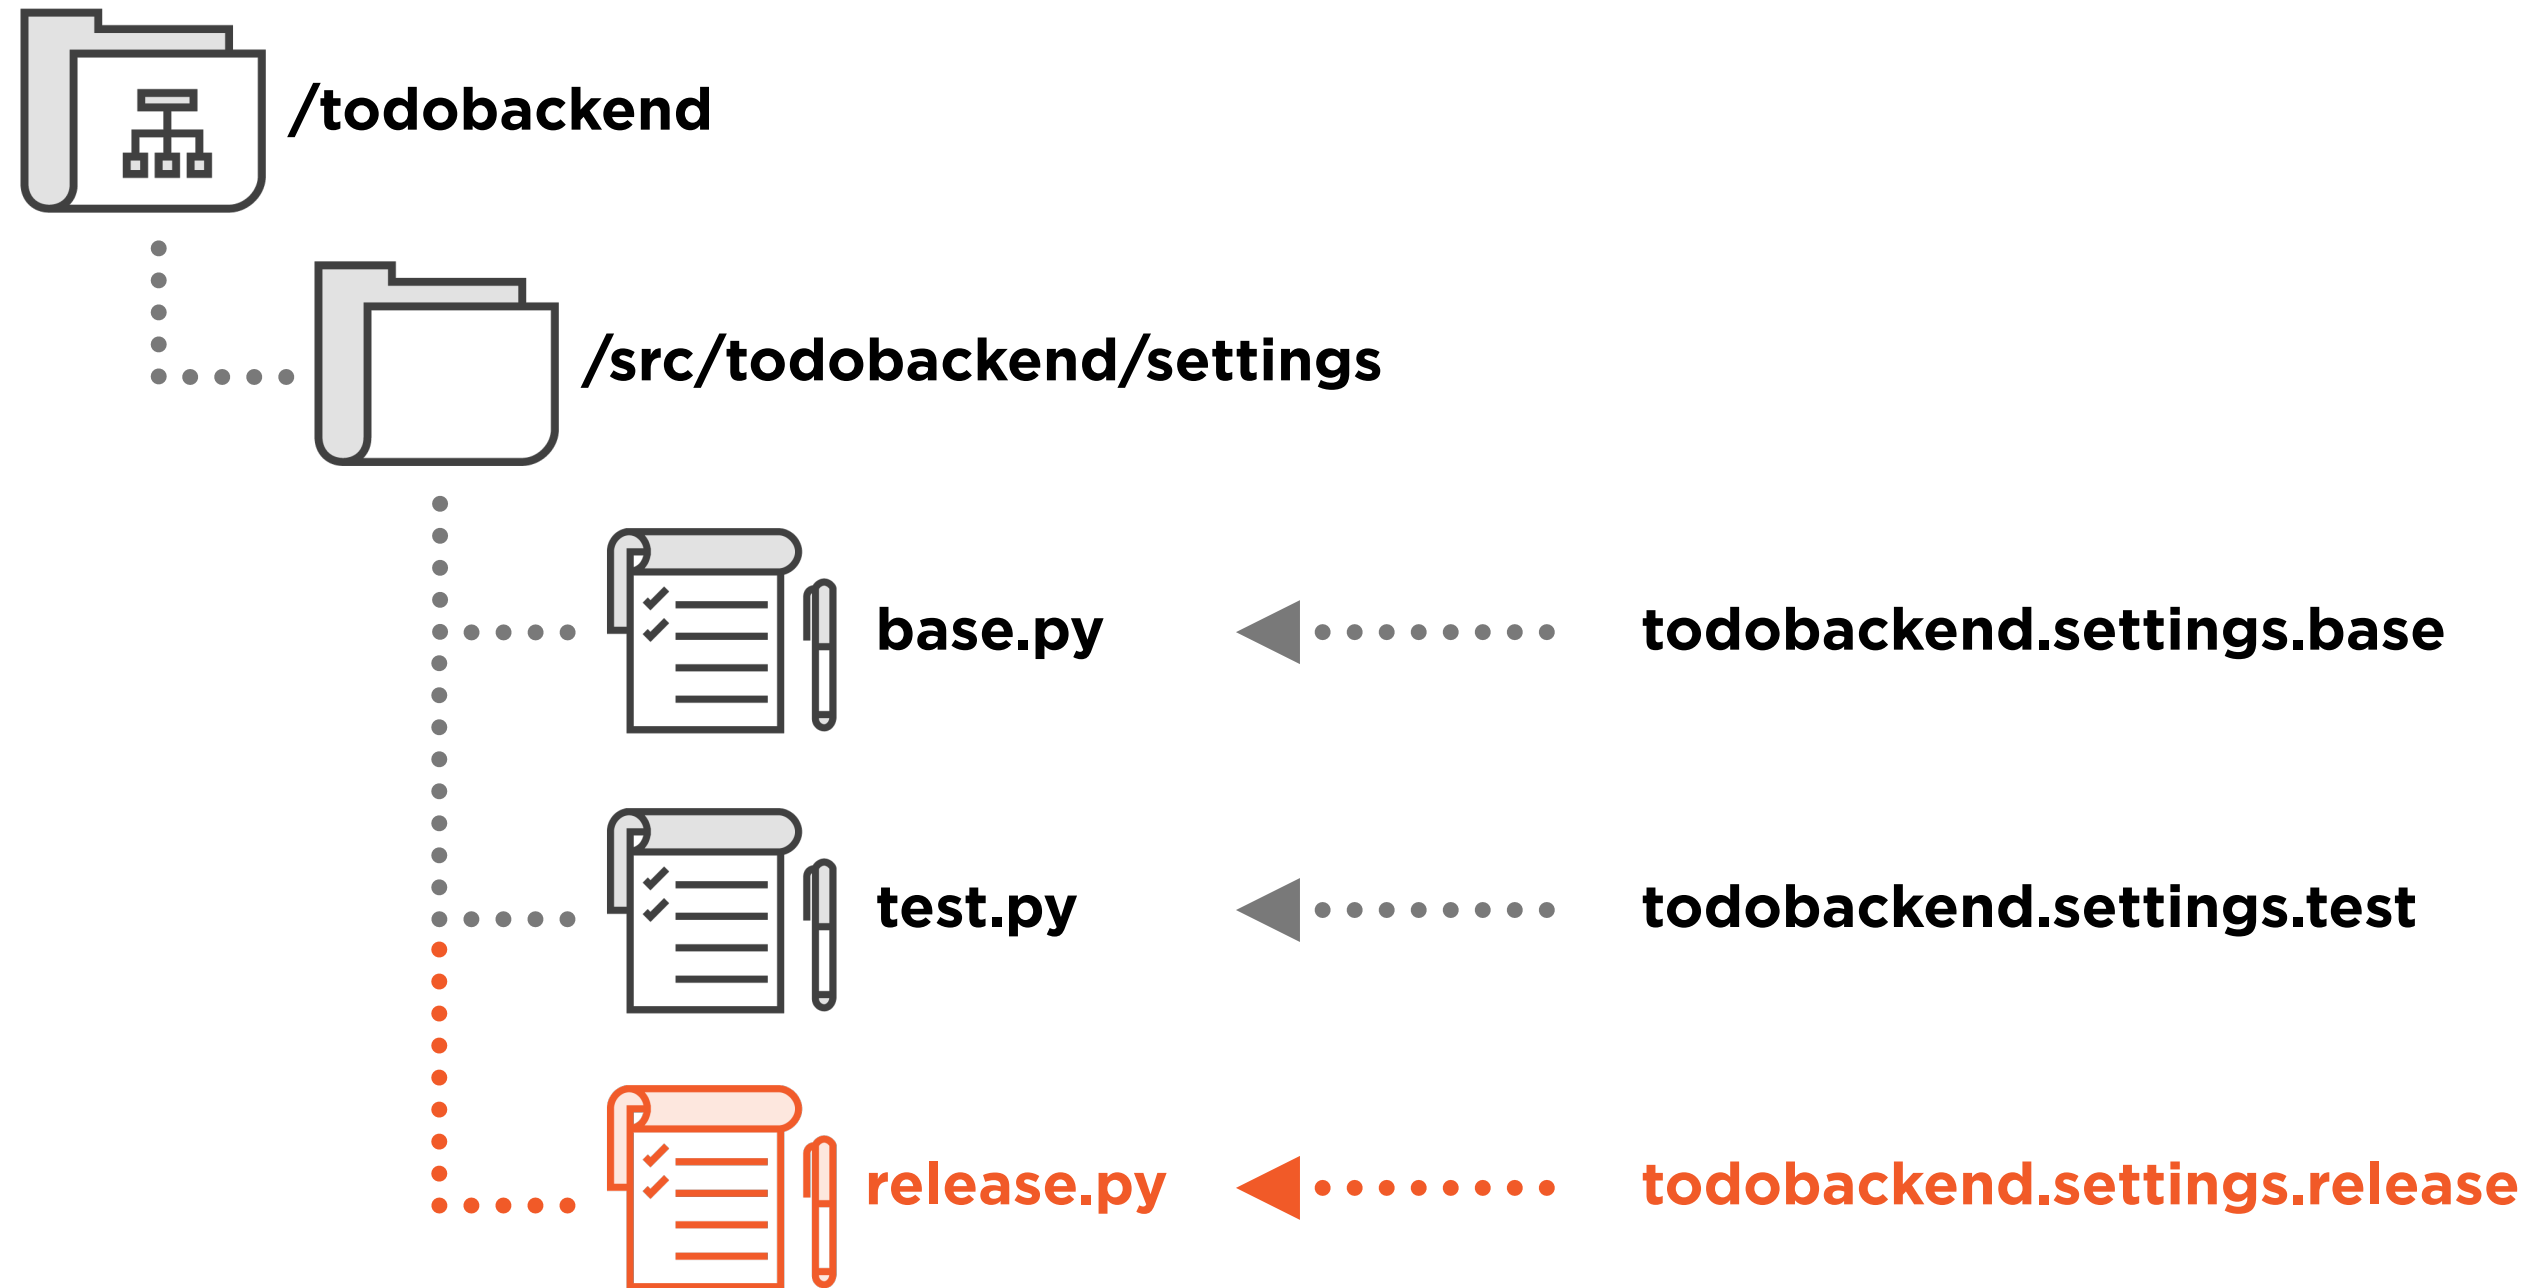 /todobackend
/src/todobackend/settings
base.py
todobackend.settings.base
test.py
todobackend.settings.test
release.py
todobackend.settings.release